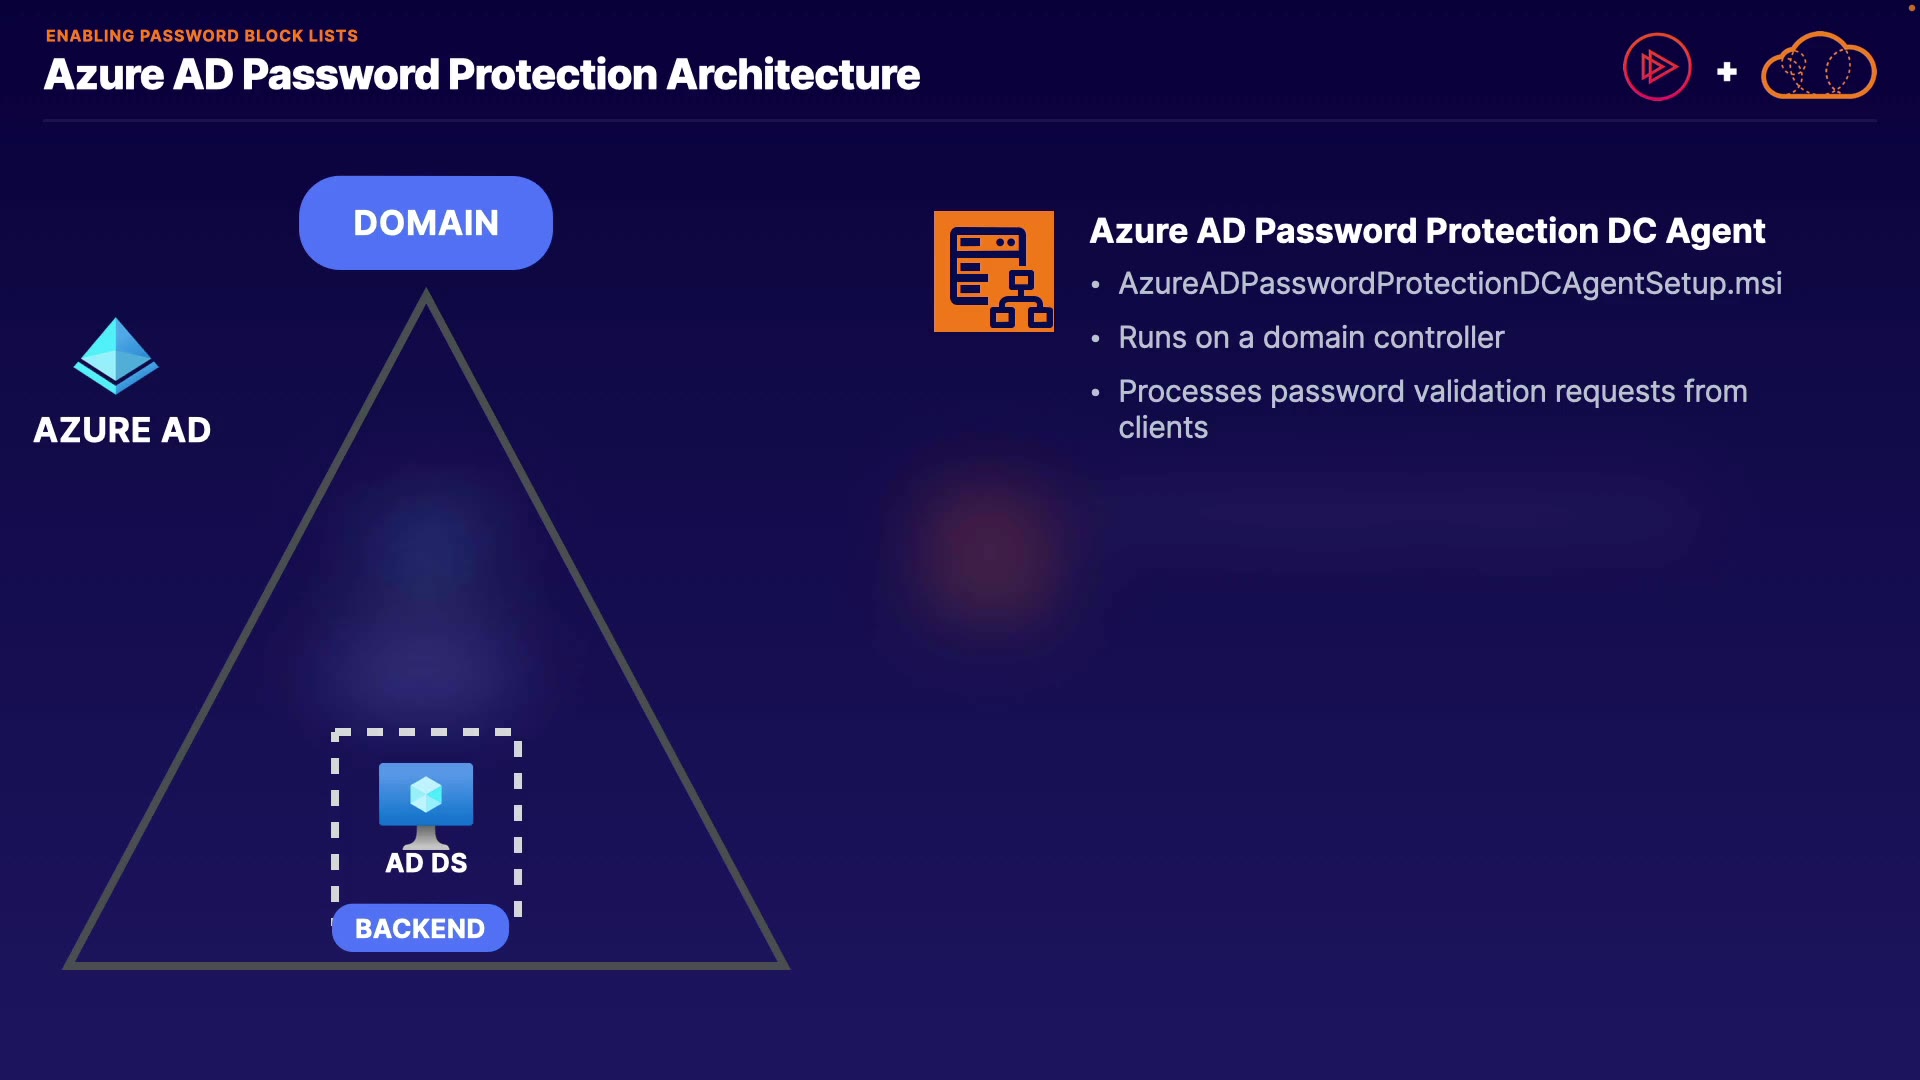 ENABLING PASSWORD BLOCK LISTS
Azure AD Password Protection Architecture
DOMAIN
AZURE AD
AD DS
BACKEND
Azure AD Password Protection DC Agent
• AzureADPasswordProtectionDCAgentSetup.msi
• Runs on a domain controller
• Processes password validation requests from
clients